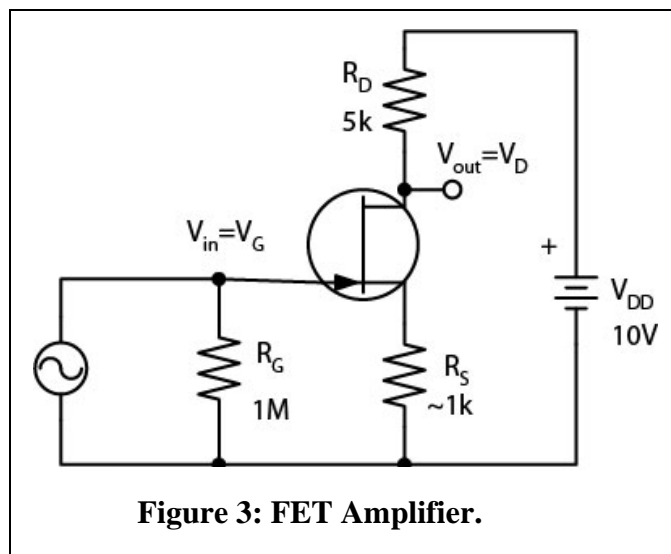 R_D
5k
V_out=V_D
V_in=V_G
+
V_DD
10V
R_G
1M
R_S
~1k
Figure 3: FET Amplifier.